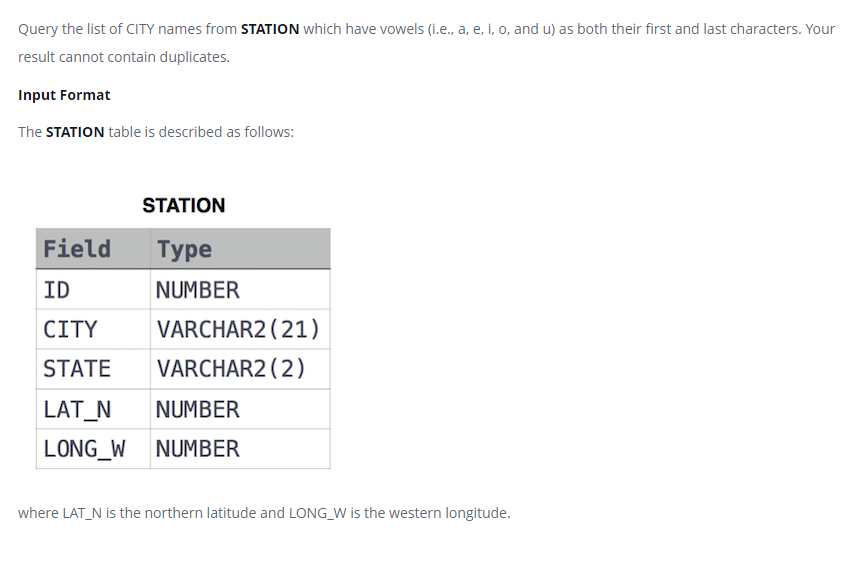 Query the list of CITY names from STATION which have vowels (i.e., a, e, i, o, and u) as both their first and last characters. Your
result cannot contain duplicates.
Input Format
The STATION table is described as follows:
STATION
Field Type
ID NUMBER
CITY VARCHAR2(21)
STATE VARCHAR2(2)
LAT_N NUMBER
LONG_W NUMBER
where LAT_N is the northern latitude and LONG_W is the western longitude.